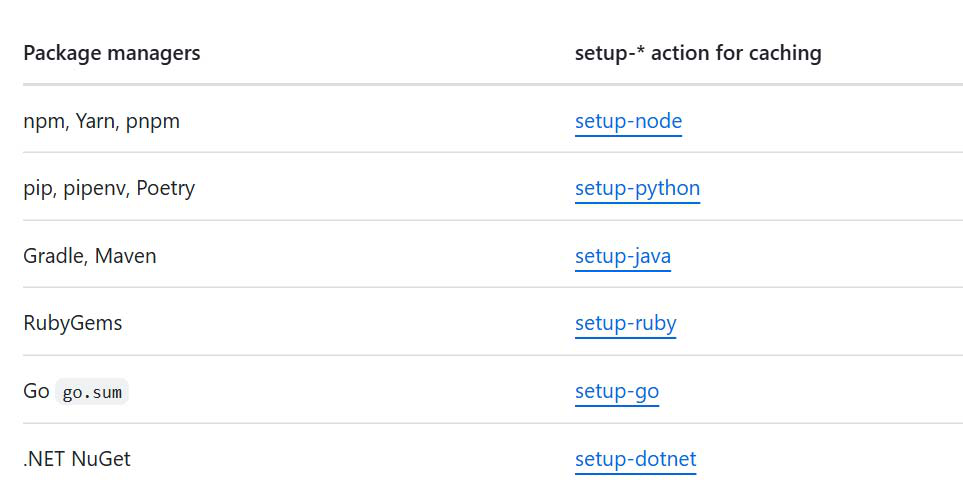 Package managers setup-* action for caching
npm, Yarn, pnpm setup-node
pip, pipenv, Poetry setup-python
Gradle, Maven setup-java
RubyGems setup-ruby
Go go.sum setup-go
.NET NuGet setup-dotnet